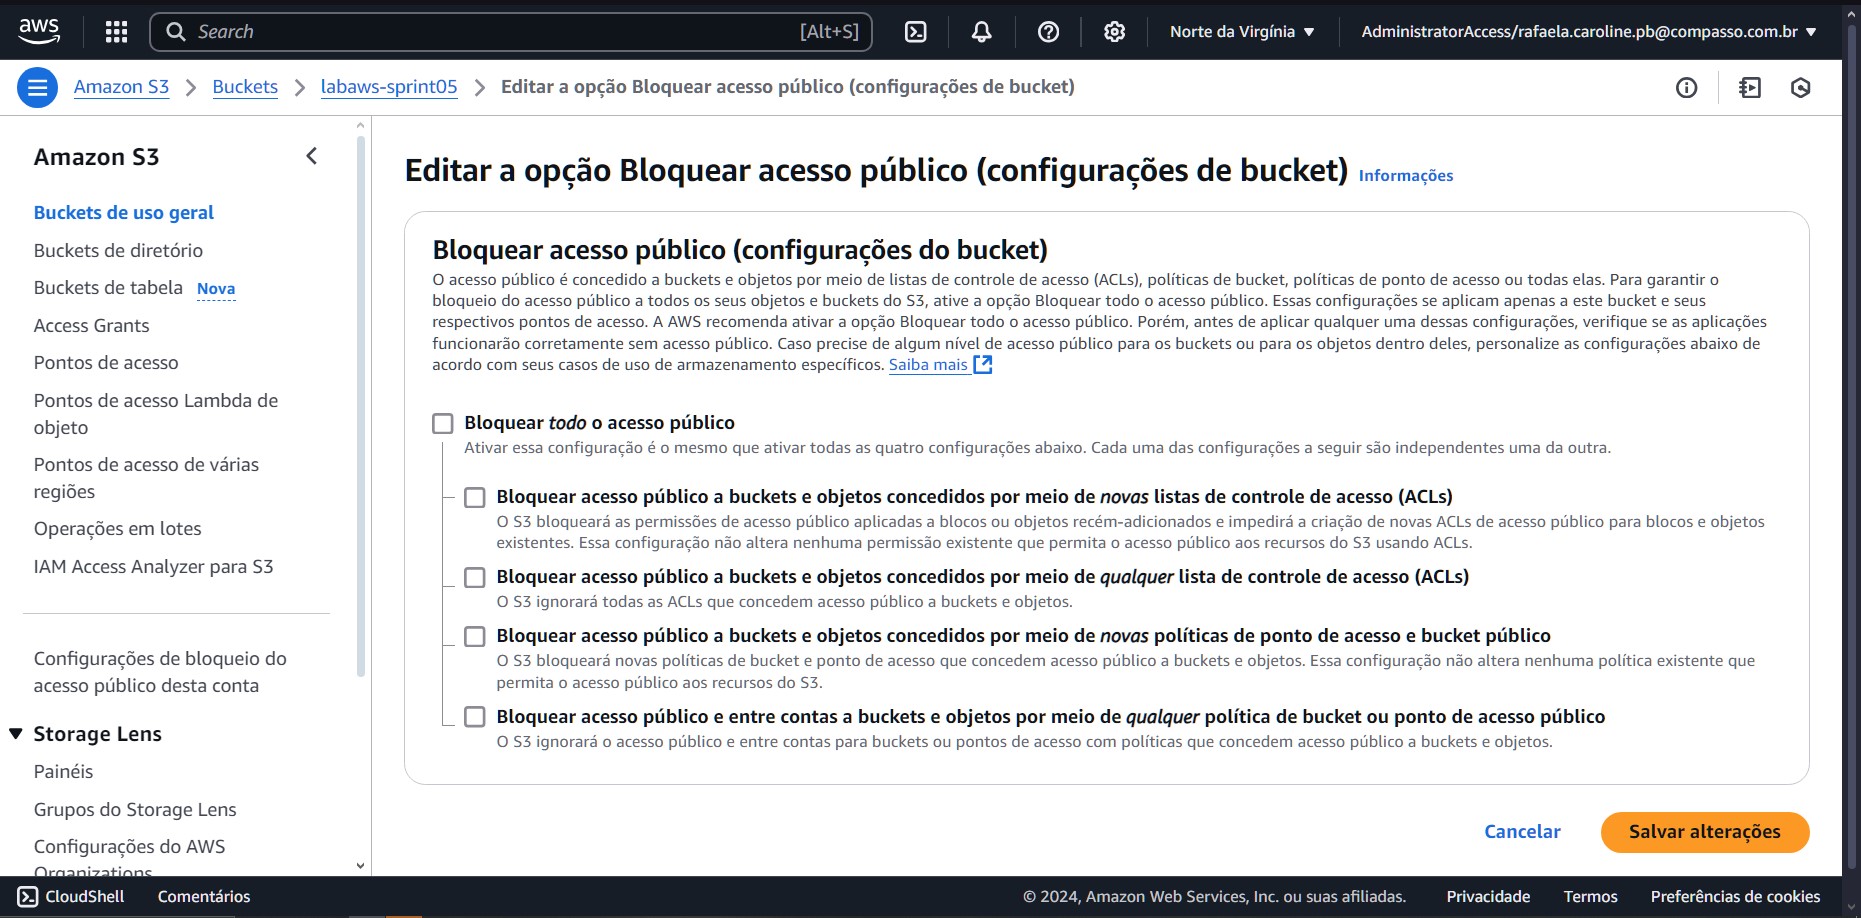 aws
Search
[Alt+S]
Norte da Virgínia
AdministratorAccess/rafaela.caroline.pb@compasso.com.br
Amazon S3
Buckets
labaws-sprint05
Editar a opção Bloquear acesso público (configurações de bucket)
Amazon S3
Buckets de uso geral
Buckets de diretório
Buckets de tabela Nova
Access Grants
Pontos de acesso
Pontos de acesso Lambda de
objeto
Pontos de acesso de várias
regiões
Operações em lotes
IAM Access Analyzer para S3
Configurações de bloqueio do
acesso público desta conta
Storage Lens
Painéis
Grupos do Storage Lens
Configurações do AWS
Organizations
Editar a opção Bloquear acesso público (configurações de bucket) Informações
Bloquear acesso público (configurações do bucket)
O acesso público é concedido a buckets e objetos por meio de listas de controle de acesso (ACLs), políticas de bucket, políticas de ponto de acesso ou todas elas. Para garantir o
bloqueio do acesso público a todos os seus objetos e buckets do S3, ative a opção Bloquear todo o acesso público. Essas configurações se aplicam apenas a este bucket e seus
respectivos pontos de acesso. A AWS recomenda ativar a opção Bloquear todo o acesso público. Porém, antes de aplicar qualquer uma dessas configurações, verifique se as aplicações
funcionarão corretamente sem acesso público. Caso precise de algum nível de acesso público para os buckets ou para os objetos dentro deles, personalize as configurações abaixo de
acordo com seus casos de uso de armazenamento específicos. Saiba mais
Bloquear todo o acesso público
Ativar essa configuração é o mesmo que ativar todas as quatro configurações abaixo. Cada uma das configurações a seguir são independentes uma da outra.
Bloquear acesso público a buckets e objetos concedidos por meio de novas listas de controle de acesso (ACLs)
O S3 bloqueará as permissões de acesso público aplicadas a blocos ou objetos recém-adicionados e impedirá a criação de novas ACLs de acesso público para blocos e objetos
existentes. Essa configuração não altera nenhuma permissão existente que permita o acesso público aos recursos do S3 usando ACLs.
Bloquear acesso público a buckets e objetos concedidos por meio de qualquer lista de controle de acesso (ACLs)
O S3 ignorará todas as ACLs que concedem acesso público a buckets e objetos.
Bloquear acesso público a buckets e objetos concedidos por meio de novas políticas de ponto de acesso e bucket público
O S3 bloqueará novas políticas de bucket e ponto de acesso que concedem acesso público a buckets e objetos. Essa configuração não altera nenhuma política existente que
permita o acesso público aos recursos do S3.
Bloquear acesso público e entre contas a buckets e objetos por meio de qualquer política de bucket ou ponto de acesso público
O S3 ignorará o acesso público e entre contas para buckets ou pontos de acesso com políticas que concedem acesso público a buckets e objetos.
Cancelar
Salvar alterações
CloudShell
Comentários
© 2024, Amazon Web Services, Inc. ou suas afiliadas.
Privacidade
Termos
Preferências de cookies